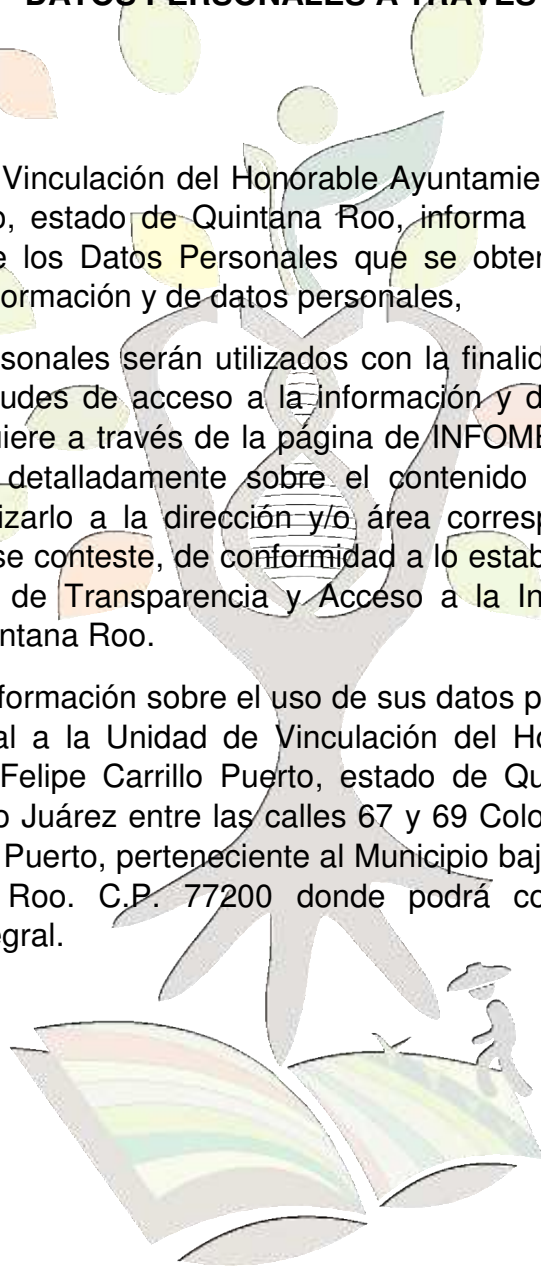 DATOS PERSONALES A TRAVÉS
Vinculación del Honorable Ayuntamie
o, estado de Quintana Roo, informa
e los Datos Personales que se obter
ormación y de datos personales,
sonales serán utilizados con la finalid
udes de acceso a la información y d
uiere a través de la página de INFOME
detalladamente sobre el contenido
izarlo a la dirección y/o área corresp
se conteste, de conformidad a lo estab
de Transparencia y Acceso a la In
ntana Roo.
formación sobre el uso de sus datos p
al a la Unidad de Vinculación del Ho
Felipe Carrillo Puerto, estado de Qu
o Juárez entre las calles 67 y 69 Colo
Puerto, perteneciente al Municipio baj
Roo. C.P. 77200 donde podrá co
egral.